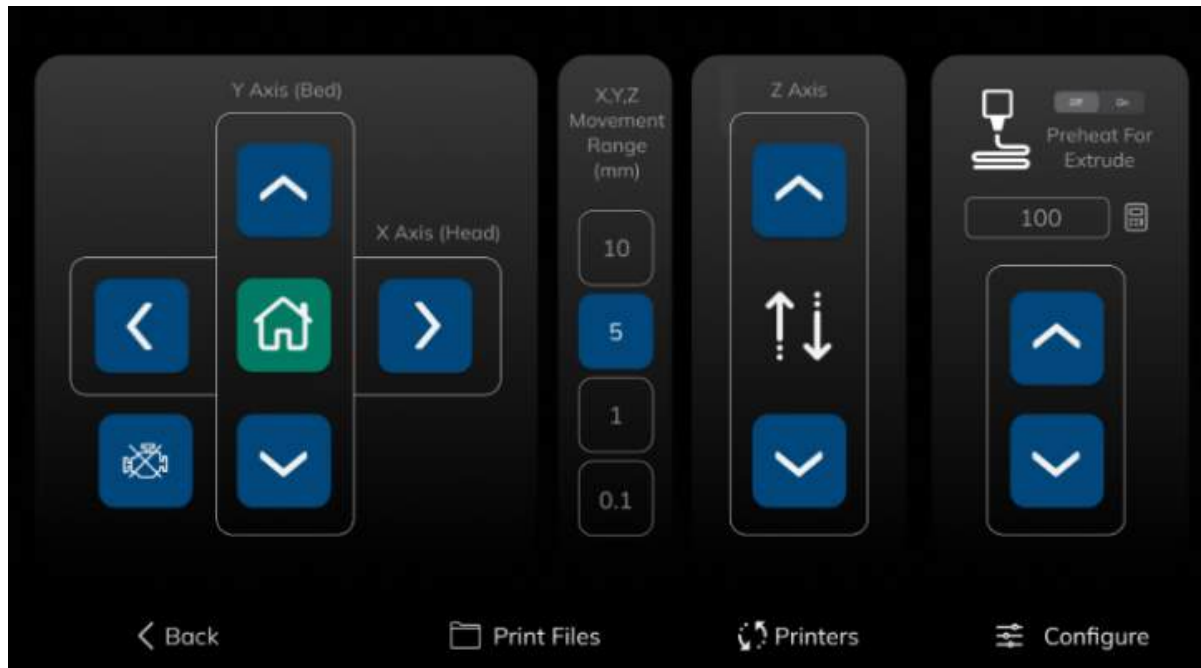 Y Axis (Bed)
X Axis (Head)
X,Y,Z
Movement
Range
(mm)
10
5
1
0.1
Z Axis
Off On
Preheat For
Extrude
100
Back
Print Files
Printers
Configure